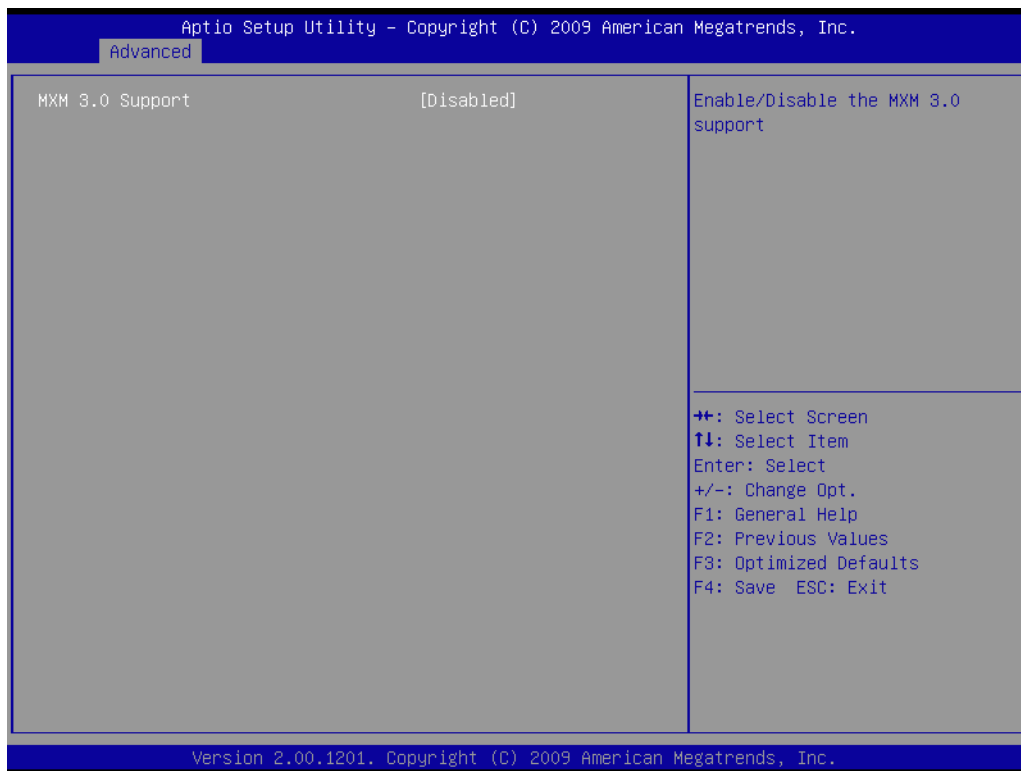 Aptio Setup Utility – Copyright (C) 2009 American Megatrends, Inc.
Advanced
MXM 3.0 Support [Disabled]
Enable/Disable the MXM 3.0
support
→←: Select Screen
↑↓: Select Item
Enter: Select
+/-: Change Opt.
F1: General Help
F2: Previous Values
F3: Optimized Defaults
F4: Save ESC: Exit
Version 2.00.1201. Copyright (C) 2009 American Megatrends, Inc.